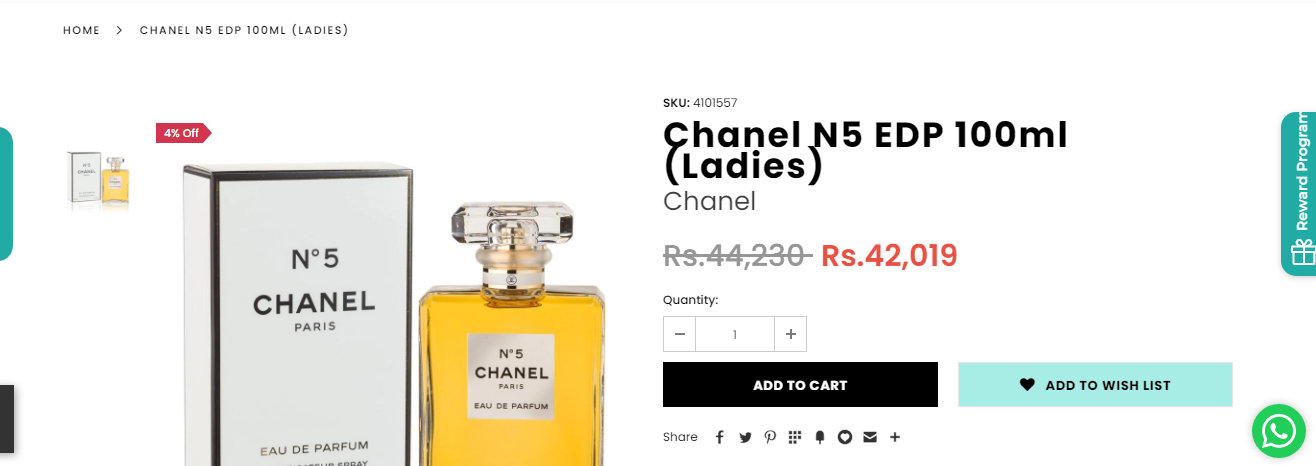 HOME > CHANEL N5 EDP 100ML (LADIES)
SKU: 4101557
4% Off
Chanel N5 EDP 100ml
(Ladies)
Chanel
Rs.44,230 Rs.42,019
Quantity:
− 1 +
ADD TO CART
ADD TO WISH LIST
Share
N°5
CHANEL
PARIS
EAU DE PARFUM
N°5
CHANEL
PARIS
EAU DE PARFUM
Reward Program